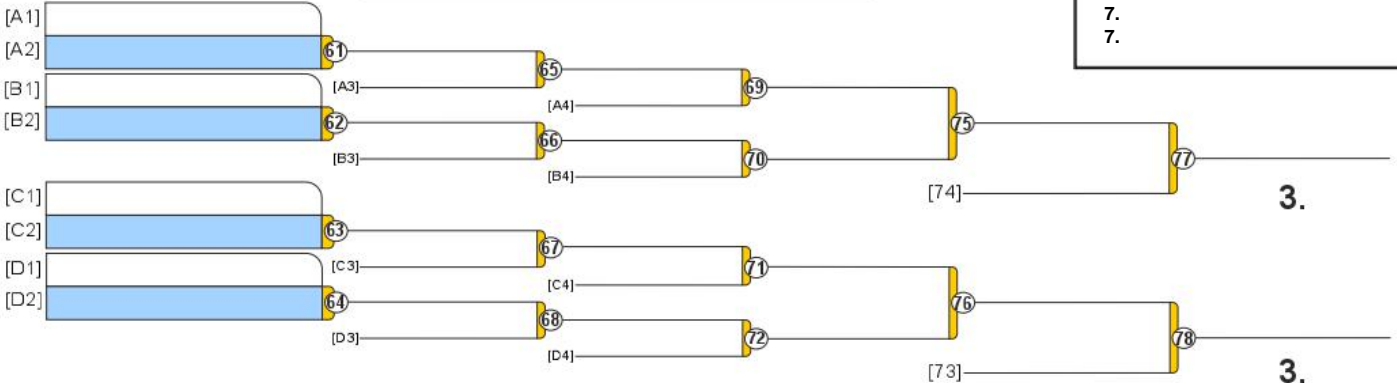 7.
7.
[A1]
[A2]
61
[A3]
65
[A4]
69
[B1]
[B2]
62
[B3]
66
[B4]
70
75
[74]
77
3.
[C1]
[C2]
63
[C3]
67
[C4]
71
[D1]
[D2]
64
[D3]
68
[D4]
72
76
[73]
78
3.